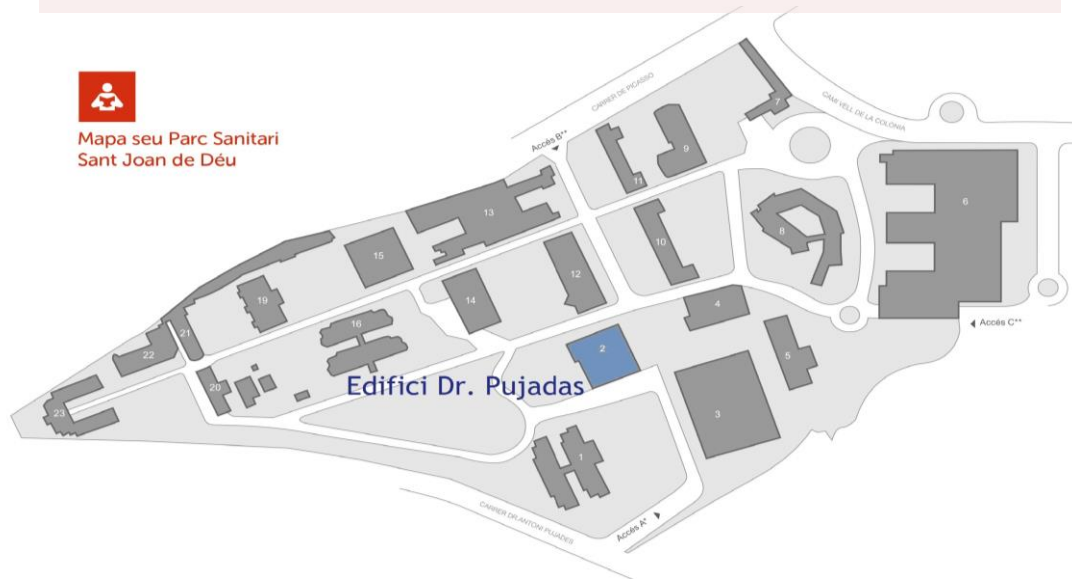 Mapa seu Parc Sanitari
Sant Joan de Déu
CARRER DE PICASSO
CAMI VELL DE LA COLONIA
Accés B**
7
9
11
13
6
10
8
15
12
19
14
16
4
21
Accés C**
22
2
5
20
Edifici Dr. Pujadas
23
3
1
CARRER DR.ANTONI PUJADES
Accés A*